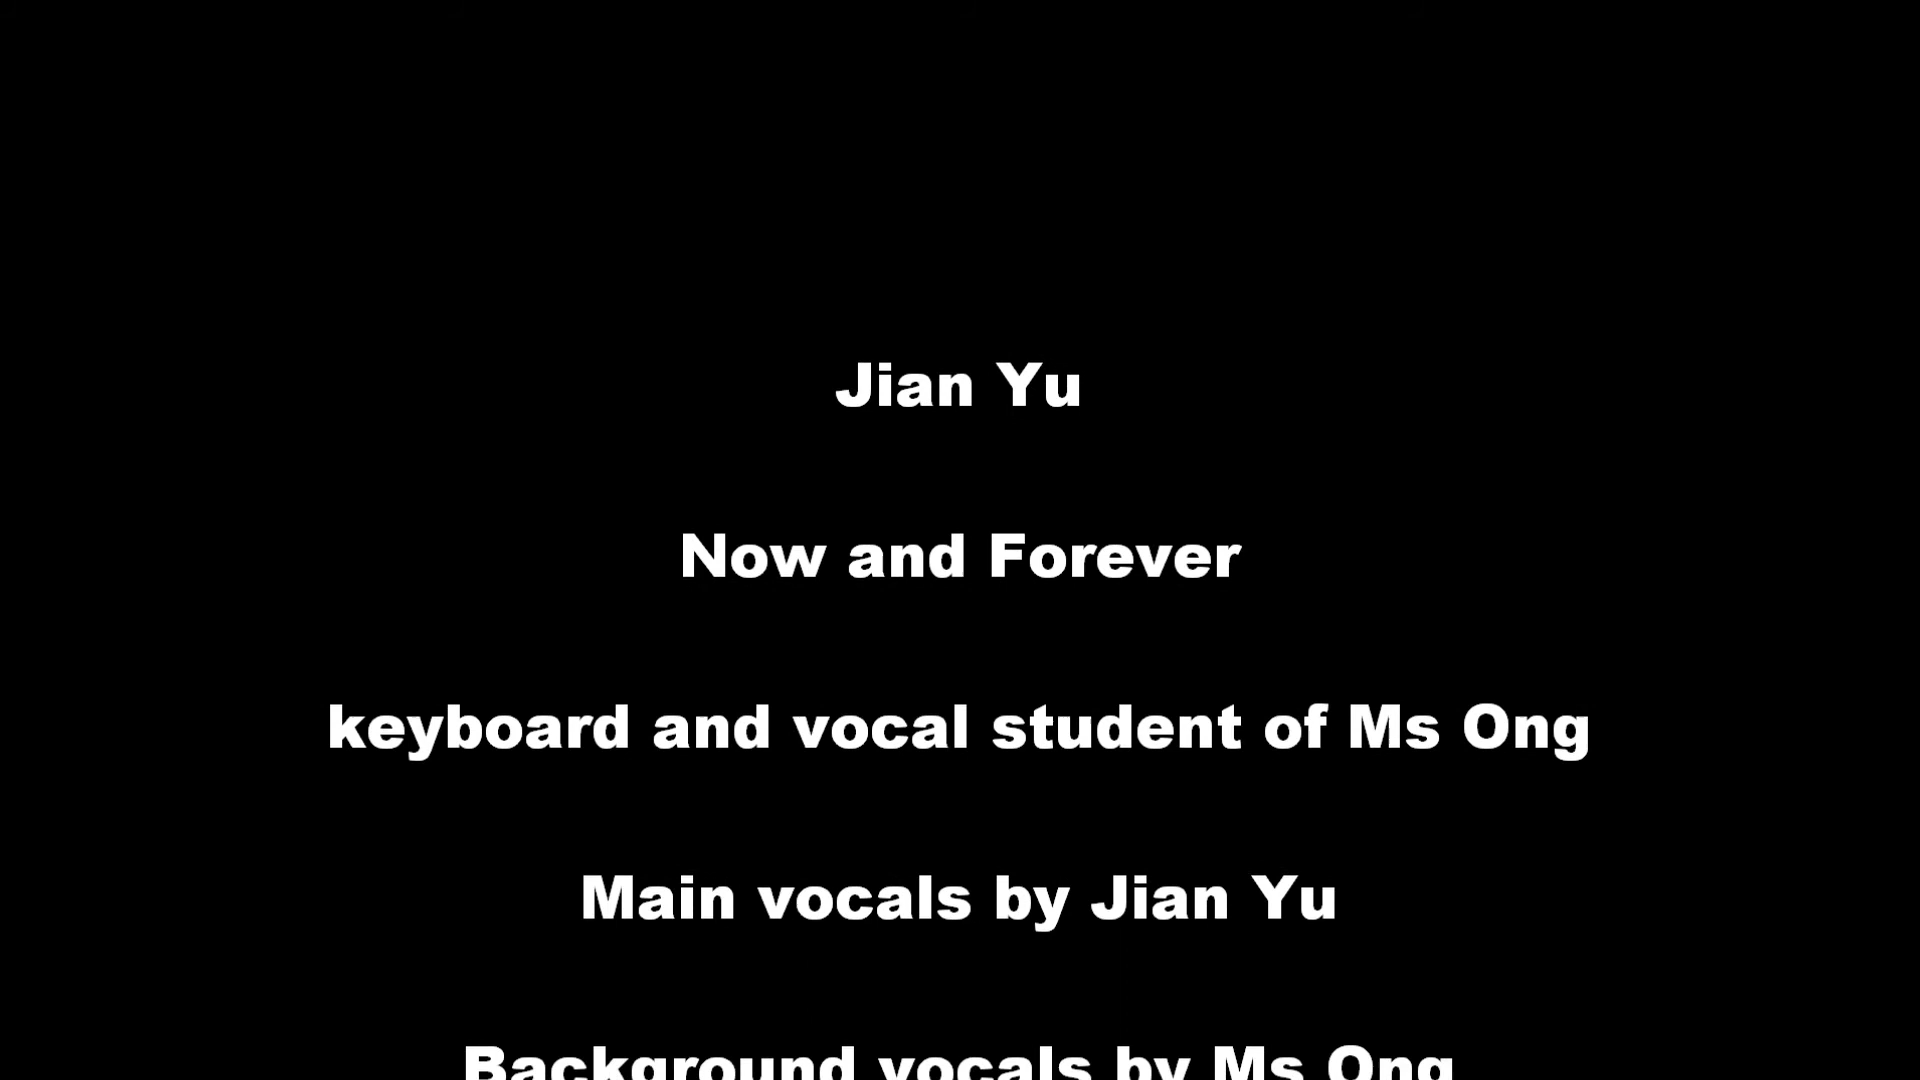 Jian Yu
Now and Forever
keyboard and vocal student of Ms Ong
Main vocals by Jian Yu
Background vocals by Ms Ong